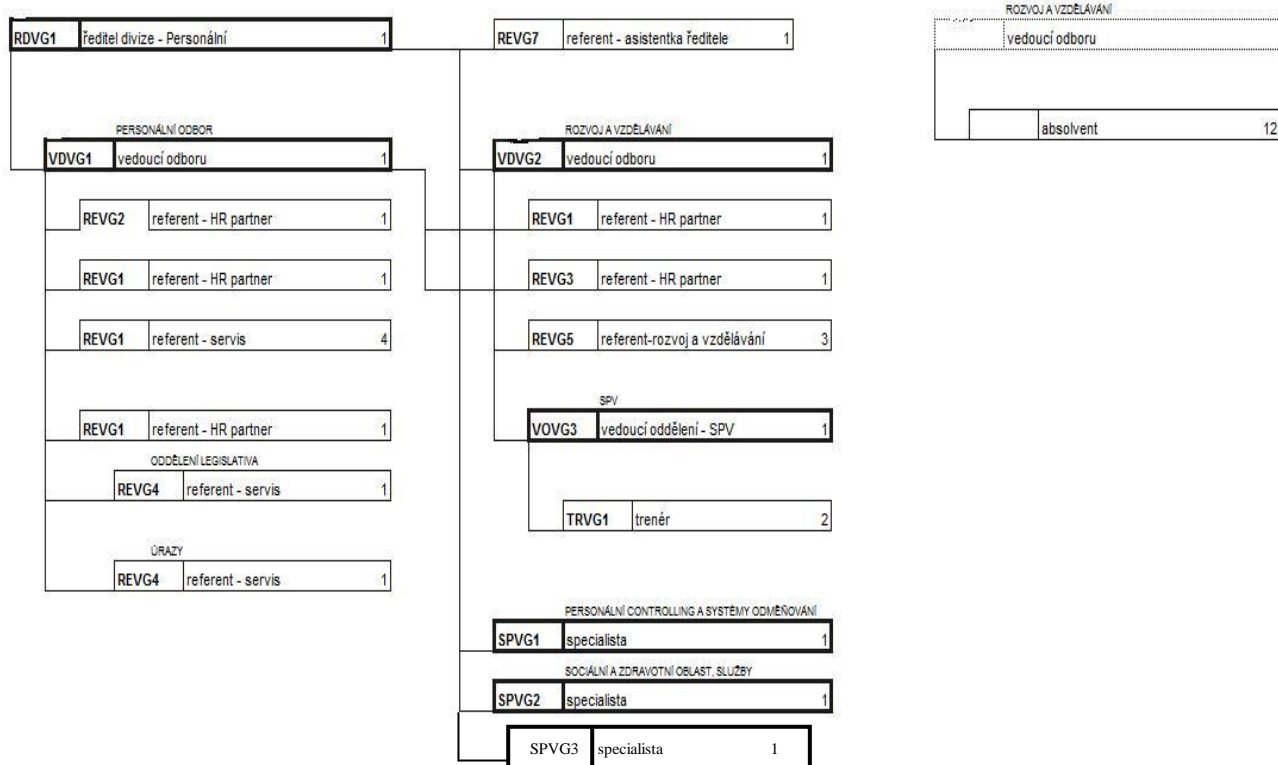 ROZVOJ A VZDĚLÁVÁNÍ
RDVG1 ředitel divize - Personální 1
REVG7 referent - asistentka ředitele 1
vedoucí odboru
absolvent 12
PERSONÁLNÍ ODBOR
VDVG1 vedoucí odboru 1
REVG2 referent - HR partner 1
REVG1 referent - HR partner 1
REVG1 referent - servis 4
REVG1 referent - HR partner 1
ODDĚLENÍ LEGISLATIVA
REVG4 referent - servis 1
ÚRAZY
REVG4 referent - servis 1
ROZVOJ A VZDĚLÁVÁNÍ
VDVG2 vedoucí odboru 1
REVG1 referent - HR partner 1
REVG3 referent - HR partner 1
REVG5 referent-rozvoj a vzdělávání 3
SPV
VOVG3 vedoucí oddělení - SPV 1
TRVG1 trenér 2
PERSONÁLNÍ CONTROLLING A SYSTÉMY ODMĚŇOVÁNÍ
SPVG1 specialista 1
SOCIÁLNÍ A ZDRAVOTNÍ OBLAST, SLUŽBY
SPVG2 specialista 1
SPVG3 specialista 1